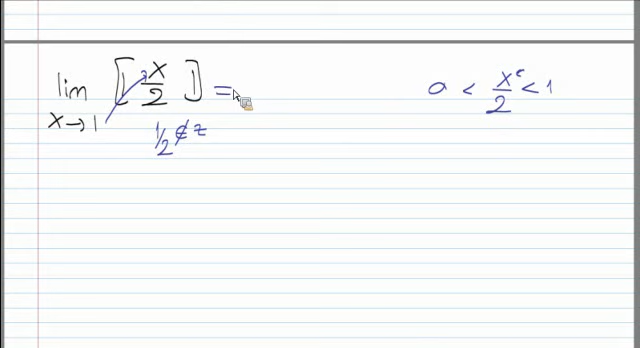 lim x→1 [| x/2 |] =
1/2 ∉ z
0 < x/2 < 1